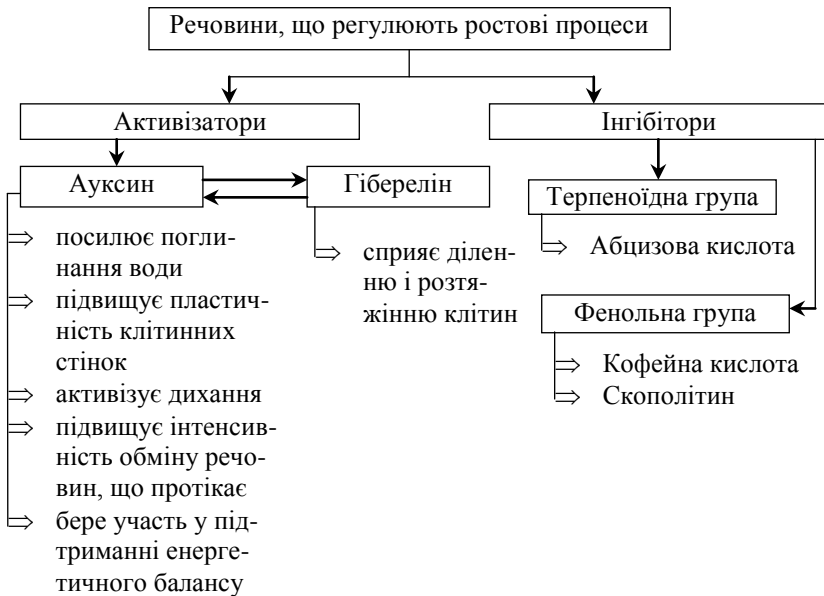 Речовини, що регулюють ростові процеси
Активізатори
Інгібітори
Ауксин
Гіберелін
Терпеноїдна група
посилює погли-
нання води
підвищує пластич-
ність клітинних
стінок
активізує дихання
підвищує інтенсив-
ність обміну речо-
вин, що протікає
бере участь у під-
триманні енерге-
тичного балансу
сприяє ділен-
ню і розтя-
жінню клітин
Абцизова кислота
Фенольна група
Кофейна кислота
Скополітин